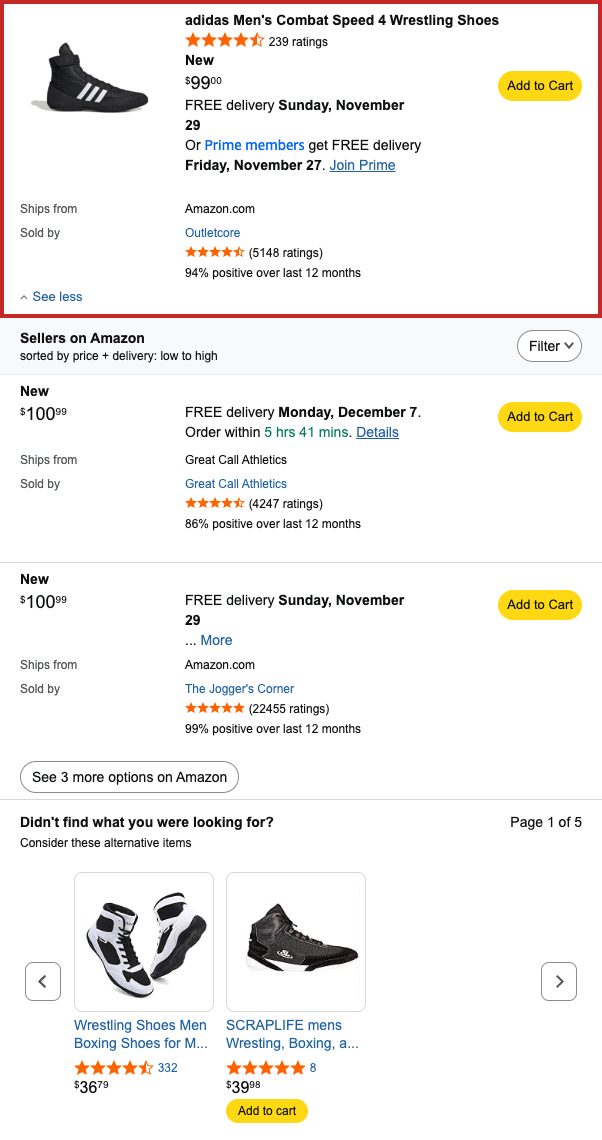 adidas Men's Combat Speed 4 Wrestling Shoes
239 ratings
New
$9900
Add to Cart
FREE delivery Sunday, November
29
Or Prime members get FREE delivery
Friday, November 27. Join Prime
Ships from Amazon.com
Sold by Outletcore
(5148 ratings)
94% positive over last 12 months
See less
Sellers on Amazon
sorted by price + delivery: low to high
Filter
New
$10099 FREE delivery Monday, December 7. Add to Cart
Order within 5 hrs 41 mins. Details
Ships from Great Call Athletics
Sold by Great Call Athletics
(4247 ratings)
86% positive over last 12 months
New
$10099 FREE delivery Sunday, November Add to Cart
29
... More
Ships from Amazon.com
Sold by The Jogger's Corner
(22455 ratings)
99% positive over last 12 months
See 3 more options on Amazon
Didn't find what you were looking for? Page 1 of 5
Consider these alternative items
Wrestling Shoes Men
Boxing Shoes for M...
332
$3679
SCRAPLIFE mens
Wresting, Boxing, a...
8
$3998
Add to cart